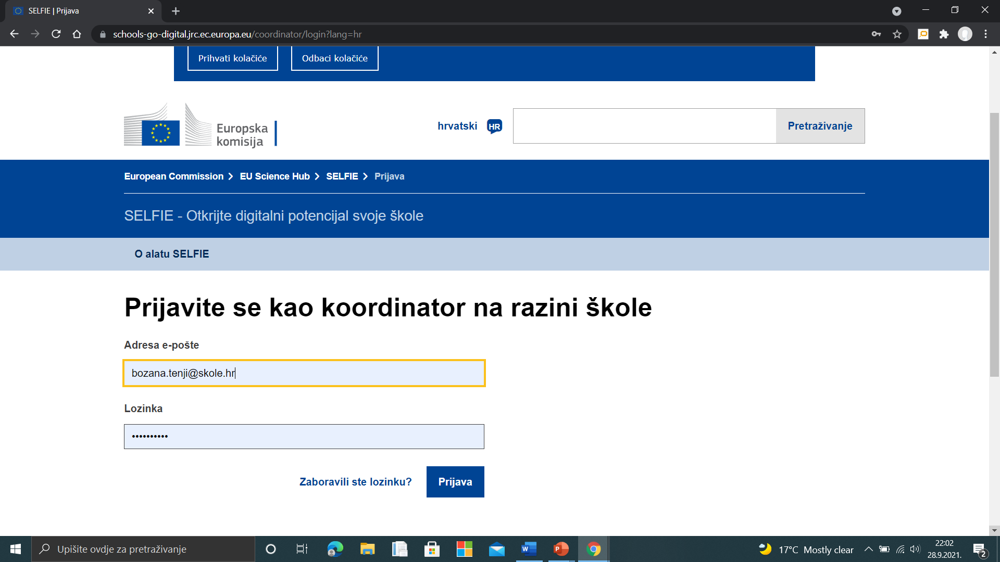 SELFIE | Prijava
schools-go-digital.jrc.ec.europa.eu/coordinator/login?lang=hr
Prihvati kolačiće
Odbaci kolačiće
Europska
komisija
hrvatski HR
Pretraživanje
European Commission > EU Science Hub > SELFIE > Prijava
SELFIE - Otkrijte digitalni potencijal svoje škole
O alatu SELFIE
Prijavite se kao koordinator na razini škole
Adresa e-pošte
bozana.tenji@skole.hr
Lozinka
••••••••••
Zaboravili ste lozinku?
Prijava
Upišite ovdje za pretraživanje
W
P
17°C Mostly clear
22:02
28.9.2021.
2